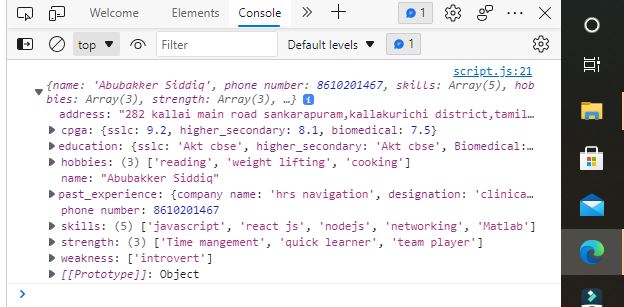 Welcome Elements Console
1
top Filter Default levels 1
script.js:21
{name: 'Abubakker Siddiq', phone number: 8610201467, skills: Array(5), hob
bies: Array(3), strength: Array(3), …}
address: "282 kallai main road sankarapuram,kallakurichi district,tamil…
cpga: {sslc: 9.2, higher_secondary: 8.1, biomedical: 7.5}
education: {sslc: 'Akt cbse', higher_secondary: 'Akt cbse', Biomedical:…
hobbies: (3) ['reading', 'weight lifting', 'cooking']
name: "Abubakker Siddiq"
past_experience: {company name: 'hrs navigation', designation: 'clinica…
phone number: 8610201467
skills: (5) ['javascript', 'react js', 'nodejs', 'networking', 'Matlab']
strength: (3) ['Time mangement', 'quick learner', 'team player']
weakness: ['introvert']
[[Prototype]]: Object